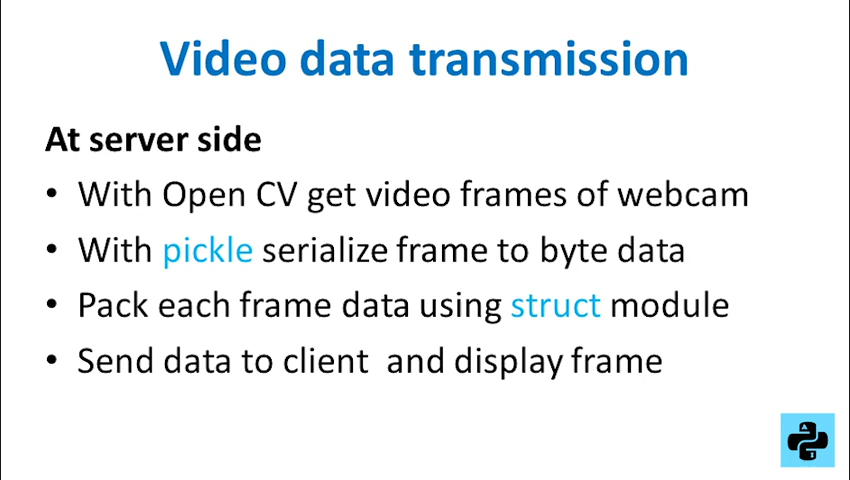 Video data transmission
At server side
• With Open CV get video frames of webcam
• With pickle serialize frame to byte data
• Pack each frame data using struct module
• Send data to client  and display frame
A
T